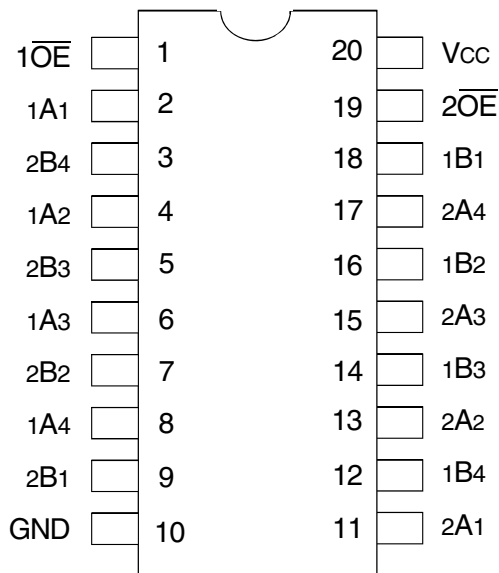 1O̅E̅ 1 20 VCC
1A1 2 19 2O̅E̅
2B4 3 18 1B1
1A2 4 17 2A4
2B3 5 16 1B2
1A3 6 15 2A3
2B2 7 14 1B3
1A4 8 13 2A2
2B1 9 12 1B4
GND 10 11 2A1